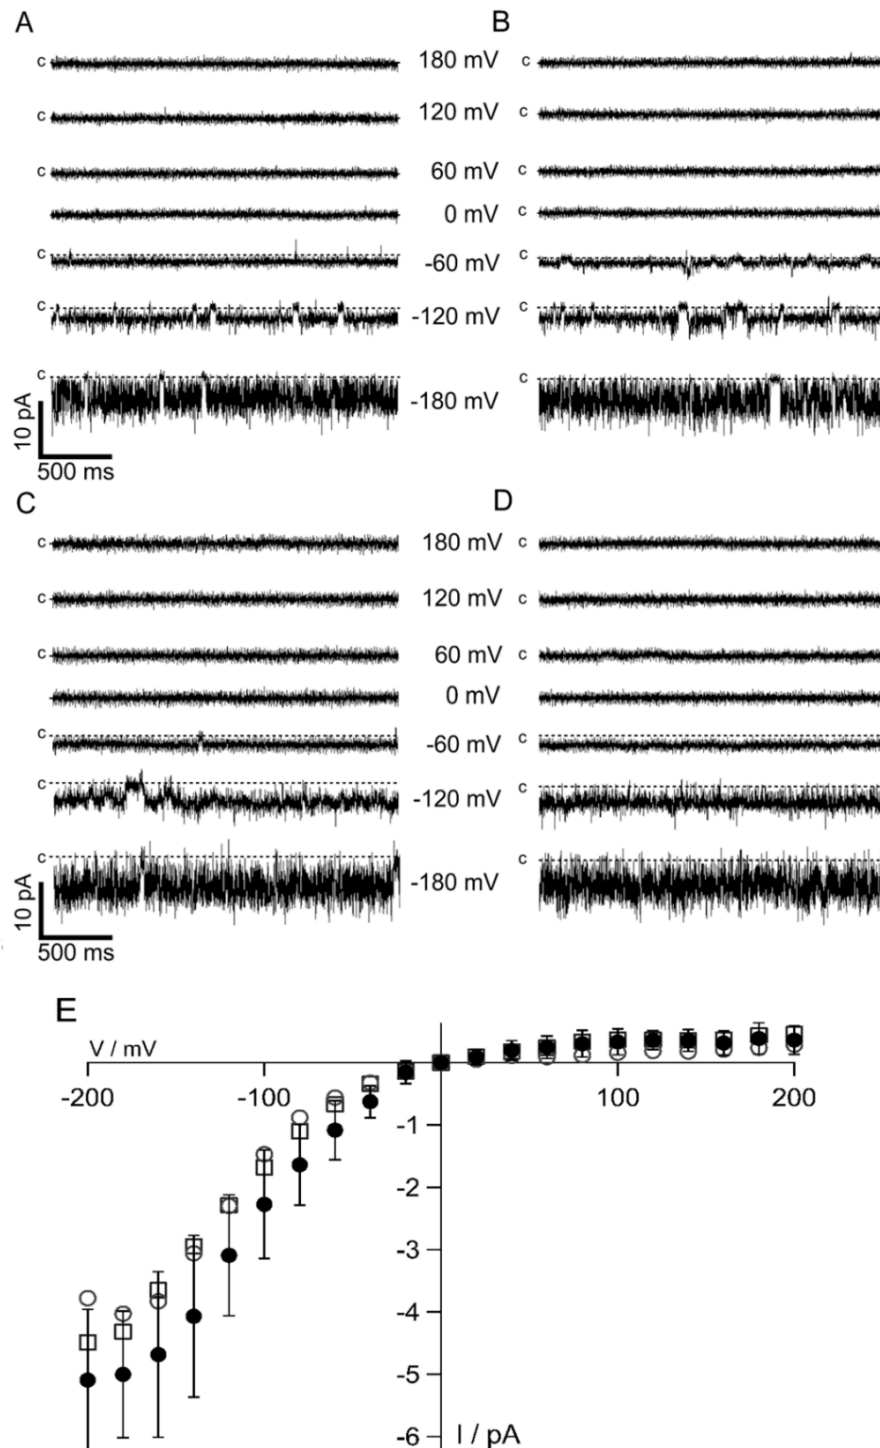 A B
c 180 mV c
c 120 mV c
c 60 mV c
c 0 mV c
c -60 mV c
c -120 mV c
c -180 mV c
10 pA
500 ms
C D
c 180 mV c
c 120 mV c
c 60 mV c
c 0 mV c
c -60 mV c
c -120 mV c
c -180 mV c
10 pA
500 ms
E
V / mV
-200 -100 100 200
-1
-2
-3
-4
-5
-6 I / pA